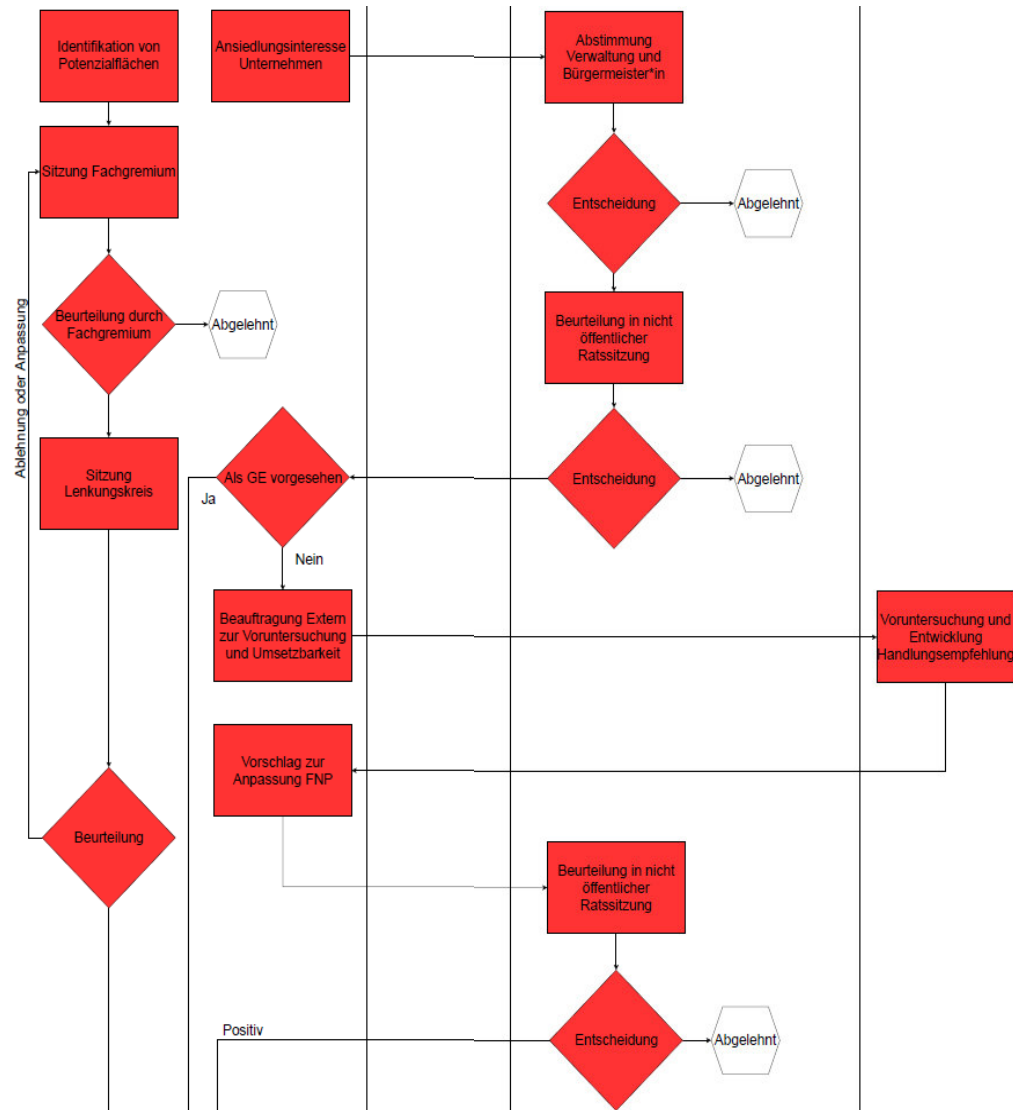 Identifikation von
Potenzialflächen
Ansiedlungsinteresse
Unternehmen
Abstimmung
Verwaltung und
Bürgermeister*in
Sitzung Fachgremium
Entscheidung
Abgelehnt
Beurteilung durch
Fachgremium
Abgelehnt
Beurteilung in nicht
öffentlicher
Ratssitzung
Ablehnung oder Anpassung
Sitzung
Lenkungskreis
Als GE vorgesehen
Entscheidung
Abgelehnt
Ja
Nein
Beauftragung Extern
zur Voruntersuchung
und Umsetzbarkeit
Voruntersuchung und
Entwicklung
Handlungsempfehlung
Vorschlag zur
Anpassung FNP
Beurteilung
Beurteilung in nicht
öffentlicher
Ratssitzung
Positiv
Entscheidung
Abgelehnt